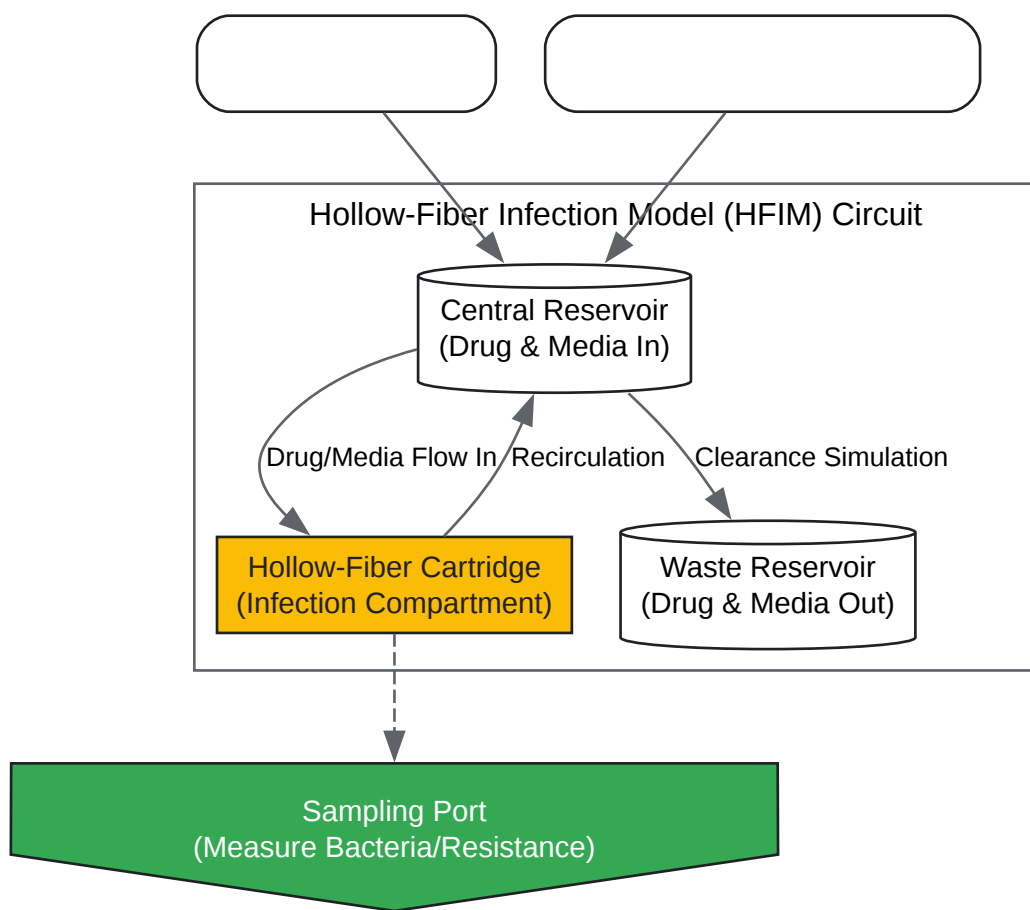 Hollow-Fiber Infection Model (HFIM) Circuit
Central Reservoir
(Drug & Media In)
Drug/Media Flow In
Recirculation
Clearance Simulation
Hollow-Fiber Cartridge
(Infection Compartment)
Waste Reservoir
(Drug & Media Out)
Sampling Port
(Measure Bacteria/Resistance)